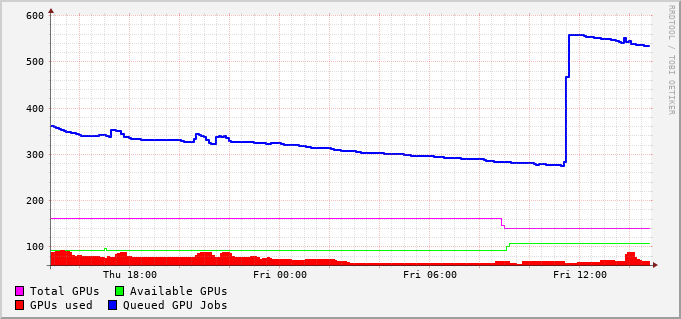 600
500
400
300
200
100
Thu 18:00 Fri 00:00 Fri 06:00 Fri 12:00
Total GPUs Available GPUs
GPUs used Queued GPU Jobs
RRDTOOL / TOBI OETIKER